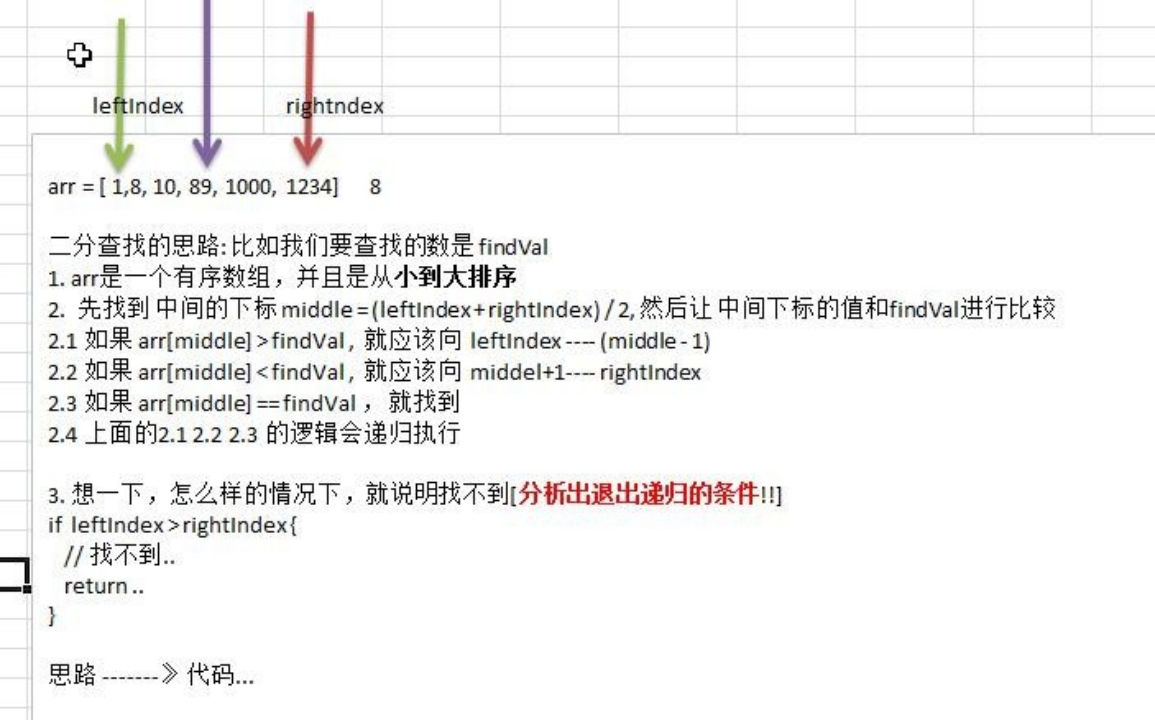 leftIndex rightndex
arr = [ 1,8, 10, 89, 1000, 1234] 8
二分查找的思路: 比如我们要查找的数是 findVal
1. arr是一个有序数组，并且是从小到大排序
2. 先找到 中间的下标 middle = (leftIndex + rightIndex) / 2, 然后让 中间下标的值和findVal进行比较
2.1 如果 arr[middle] > findVal , 就应该向 leftIndex ---- (middle - 1)
2.2 如果 arr[middle] < findVal , 就应该向 middel+1---- rightIndex
2.3 如果 arr[middle] == findVal ， 就找到
2.4 上面的2.1 2.2 2.3 的逻辑会递归执行
3. 想一下，怎么样的情况下，就说明找不到[分析出退出递归的条件!!]
if leftIndex > rightIndex {
// 找不到..
return ..
}
思路 -------》 代码...